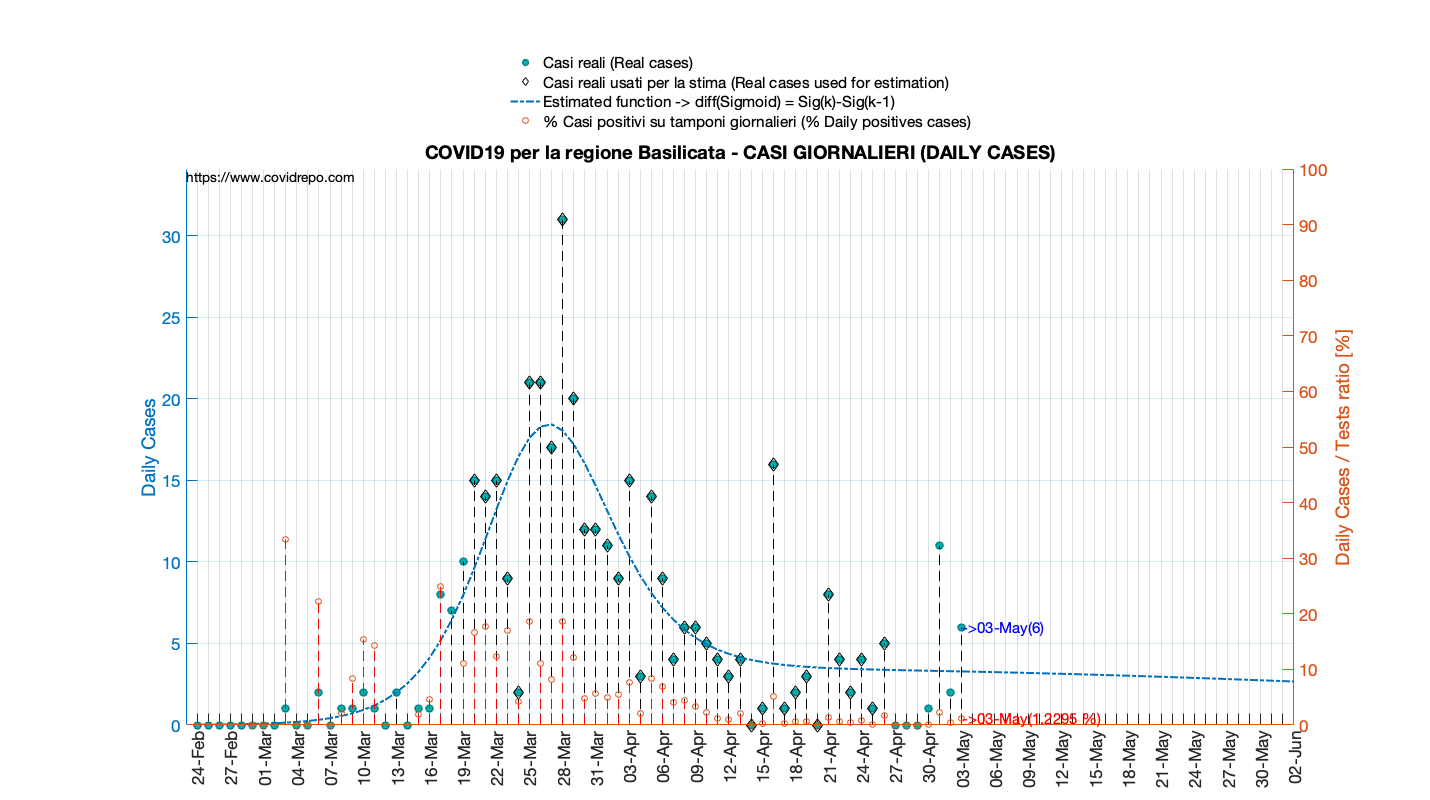 Casi reali (Real cases)
Casi reali usati per la stima (Real cases used for estimation)
Estimated function -> diff(Sigmoid) = Sig(k)-Sig(k-1)
% Casi positivi su tamponi giornalieri (% Daily positives cases)
COVID19 per la regione Basilicata - CASI GIORNALIERI (DAILY CASES)
https://www.covidrepo.com
Daily Cases
30
25
20
15
10
5
0
->03-May(6)
->03-May(1.2295 %)
100
90
80
70
60
50
40
30
20
10
0
Daily Cases / Tests ratio [%]
24-Feb
27-Feb
01-Mar
04-Mar
07-Mar
10-Mar
13-Mar
16-Mar
19-Mar
22-Mar
25-Mar
28-Mar
31-Mar
03-Apr
06-Apr
09-Apr
12-Apr
15-Apr
18-Apr
21-Apr
24-Apr
27-Apr
30-Apr
03-May
06-May
09-May
12-May
15-May
18-May
21-May
24-May
27-May
30-May
02-Jun